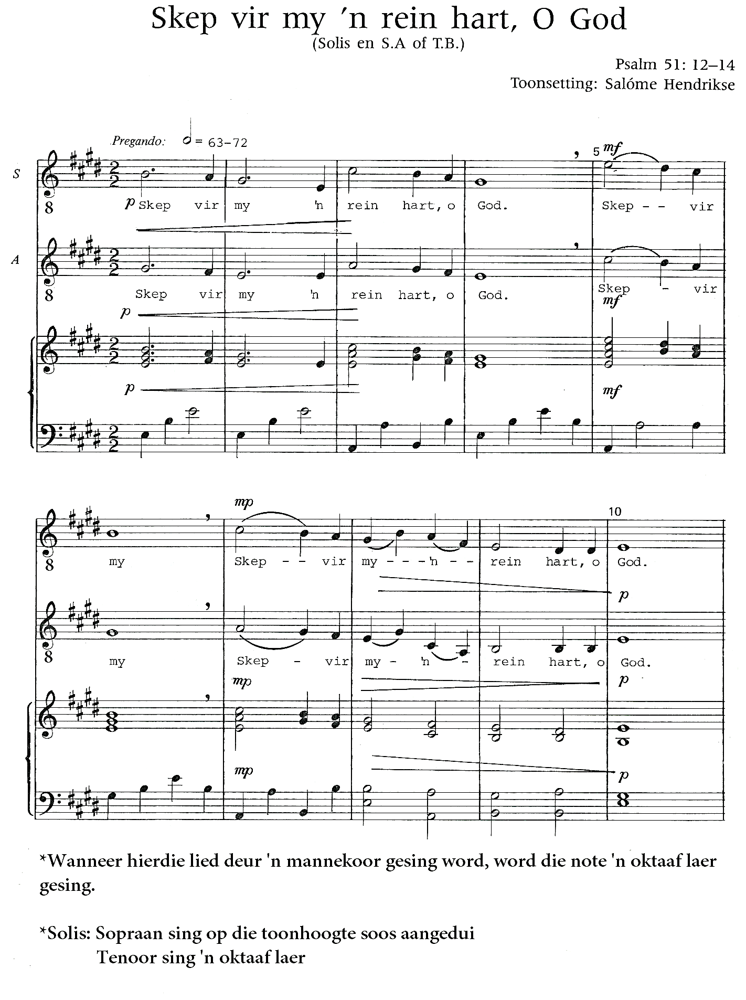 Skep vir my 'n rein hart, O God
(Solis en S.A of T.B.)
Psalm 51: 12–14
Toonsetting: Salóme Hendrikse
Pregando: = 63–72
S
p Skep vir my 'n rein hart, o God. 5 mf Skep - - vir
8
A
Skep vir my 'n rein hart, o God. Skep - vir
8
p mf
p mf
mp 10
my Skep - - vir my - - - 'n - - rein hart, o God.
8
p
my Skep - vir my - 'n - rein hart, o God.
8
mp p
mp p
*Wanneer hierdie lied deur 'n mannekoor gesing word, word die note 'n oktaaf laer
gesing.
*Solis: Sopraan sing op die toonhoogte soos aangedui
Tenoor sing 'n oktaaf laer